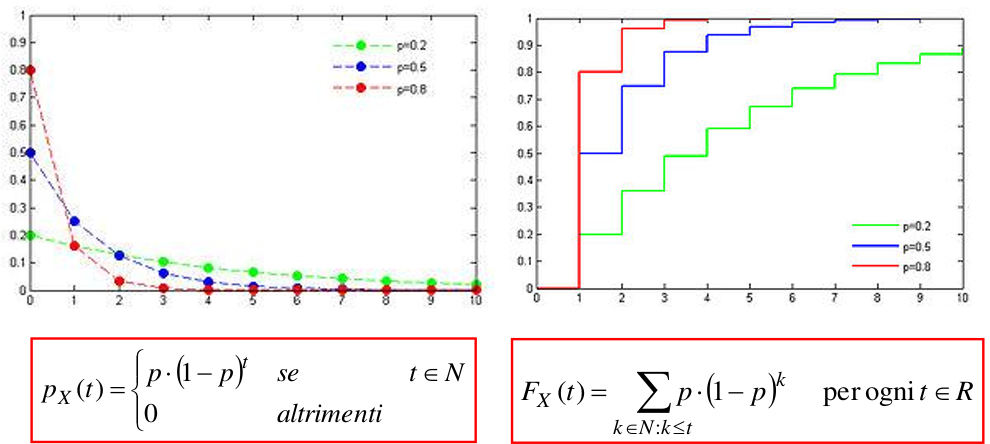 1
0.9
0.8
0.7
0.6
0.5
0.4
0.3
0.2
0.1
0
0 1 2 3 4 5 6 7 8 9 10
p=0.2
p=0.5
p=0.8
1
0.9
0.8
0.7
0.6
0.5
0.4
0.3
0.2
0.1
0
0 1 2 3 4 5 6 7 8 9 10
p=0.2
p=0.5
p=0.8
p_X(t) = { p·(1−p)^t se t∈N
0 altrimenti
F_X(t) = ∑ p·(1−p)^k per ogni t∈R
k∈N:k≤t